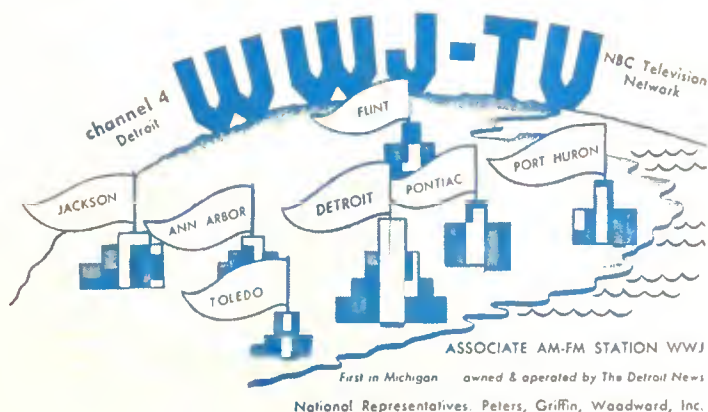 WWJ-TV
channel 4
Detroit
NBC Television
Network
FLINT
JACKSON
ANN ARBOR
DETROIT
PONTIAC
PORT HURON
TOLEDO
ASSOCIATE AM-FM STATION WWJ
First in Michigan owned & operated by The Detroit News
National Representatives. Peters, Griffin, Woodward, Inc.